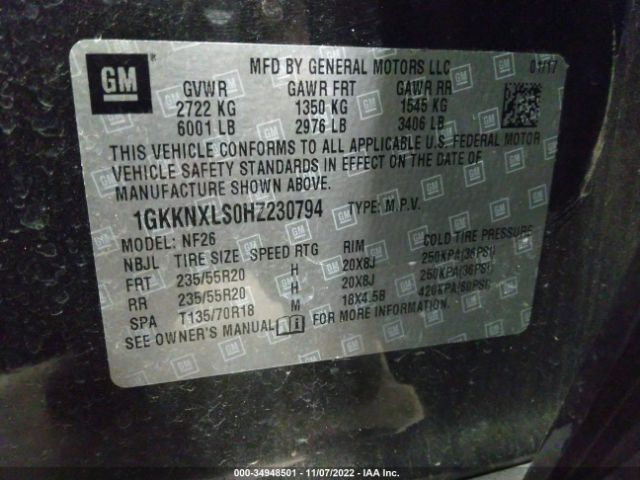 GM
MFD BY GENERAL MOTORS LLC 01/17
GVWR GAWR FRT GAWR RR
2722 KG 1350 KG 1545 KG
6001 LB 2976 LB 3406 LB
THIS VEHICLE CONFORMS TO ALL APPLICABLE U.S. FEDERAL MOTOR
VEHICLE SAFETY STANDARDS IN EFFECT ON THE DATE OF
MANUFACTURE SHOWN ABOVE.
1GKKNXLS0HZ230794 TYPE: M.P.V.
MODEL: NF26
NBJL TIRE SIZE SPEED RTG RIM COLD TIRE PRESSURE
FRT 235/55R20 H 20X8J 250KPA(36PSI)
RR 235/55R20 H 20X8J 250KPA(36PSI)
SPA T135/70R18 M 18X4.5B 420KPA(60PSI)
SEE OWNER'S MANUAL FOR MORE INFORMATION.
000-34948501 - 11/07/2022 - IAA Inc.